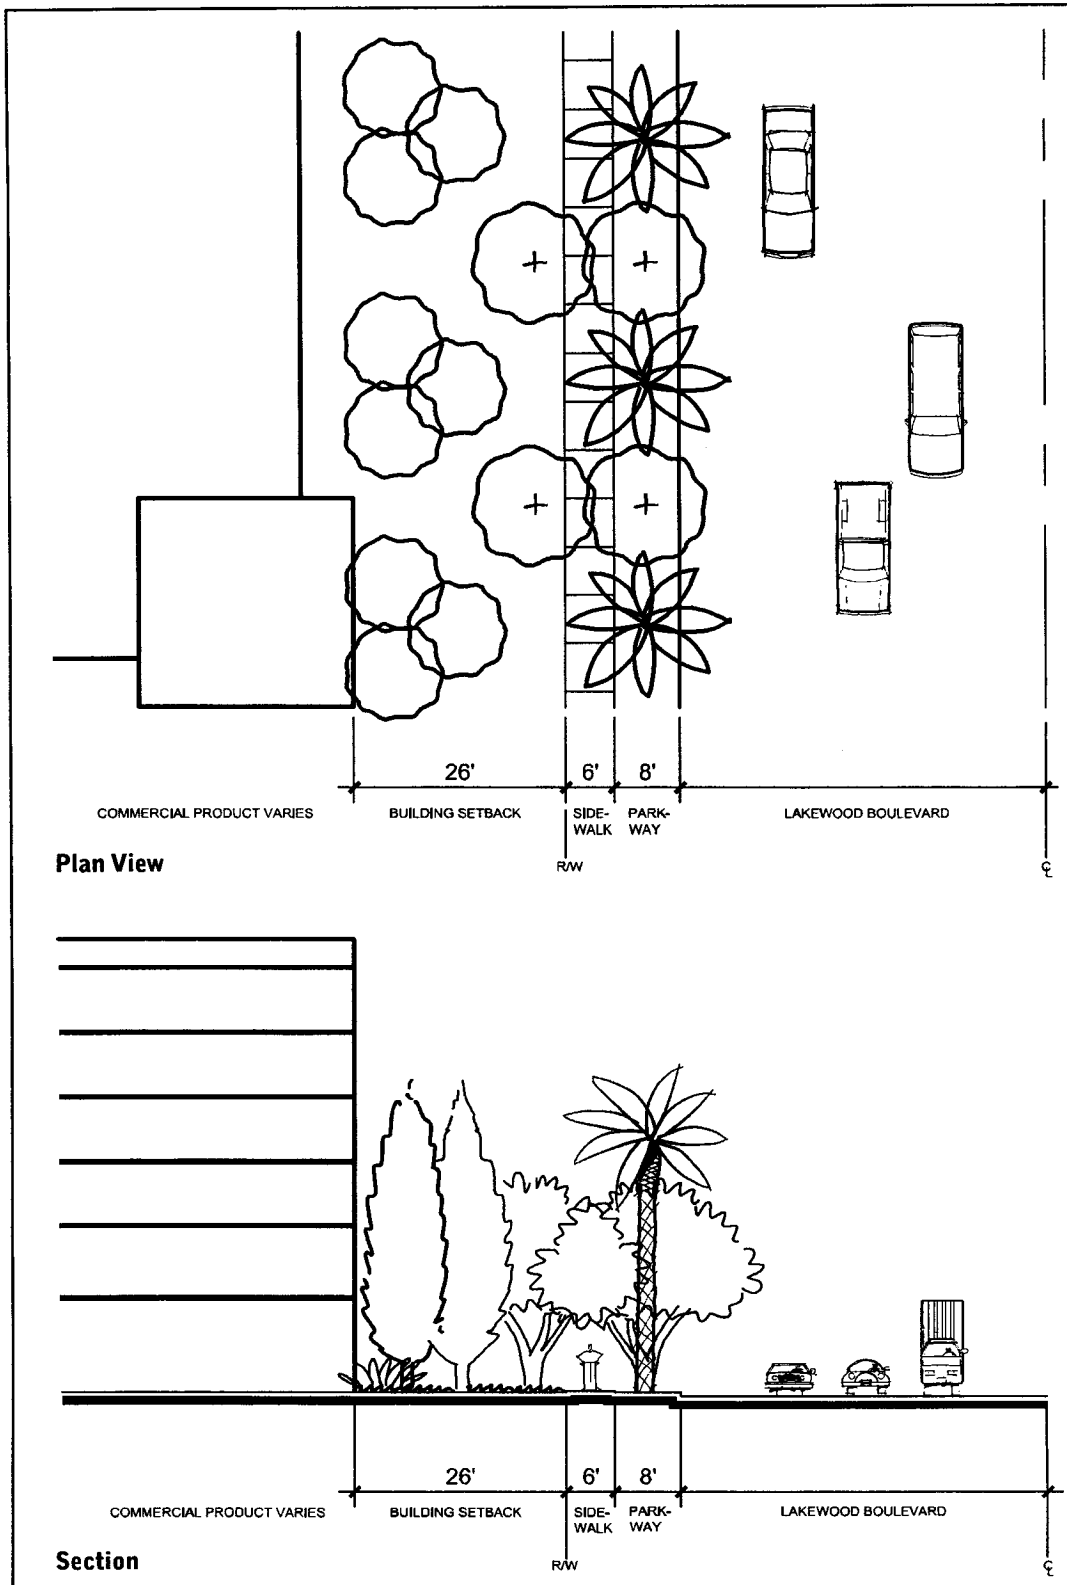 26' 6' 8'
COMMERCIAL PRODUCT VARIES BUILDING SETBACK SIDE- PARK- LAKEWOOD BOULEVARD
WALK WAY
Plan View
R/W ℄
26' 6' 8'
COMMERCIAL PRODUCT VARIES BUILDING SETBACK SIDE- PARK- LAKEWOOD BOULEVARD
WALK WAY
Section
R/W ℄